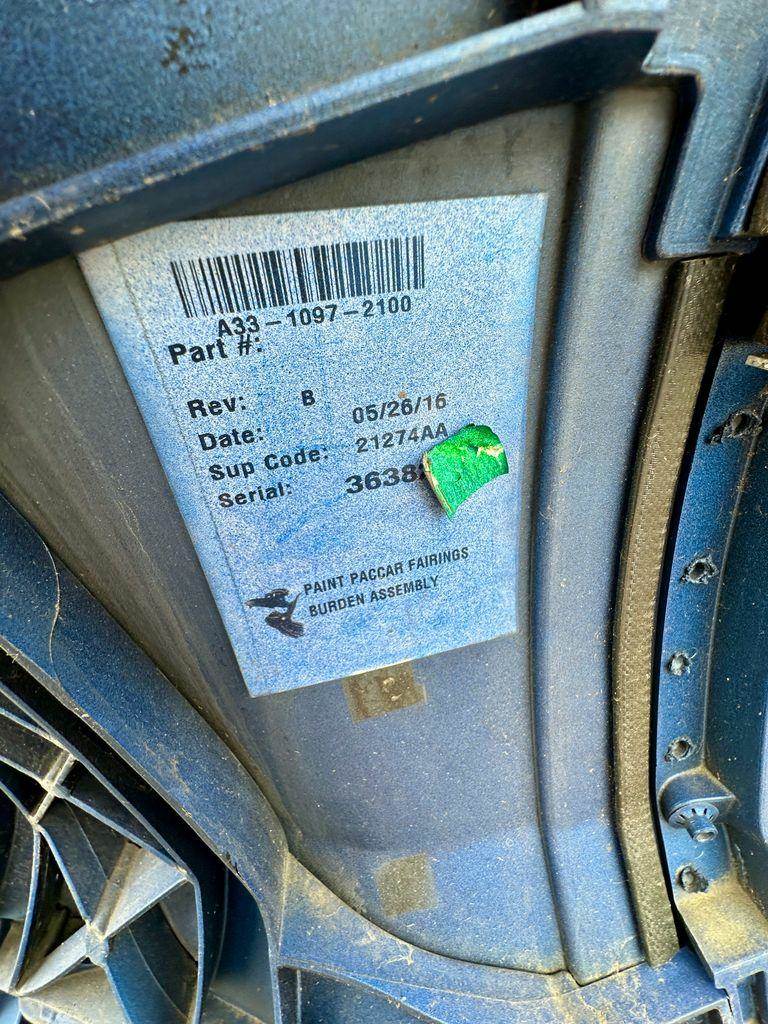 A33-1097-2100
Part #:
Rev: B
Date: 05/26/16
Sup Code: 21274AA
Serial: 3638
PAINT PACCAR FAIRINGS
BURDEN ASSEMBLY